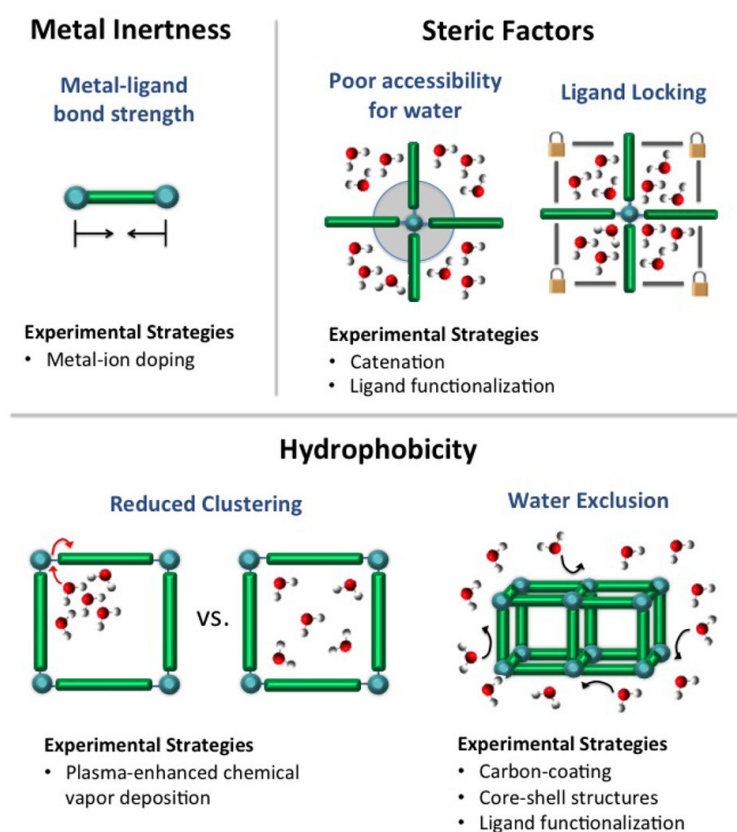 Metal Inertness
Metal-ligand
bond strength
Experimental Strategies
• Metal-ion doping
Steric Factors
Poor accessibility
for water
Ligand Locking
Experimental Strategies
• Catenation
• Ligand functionalization
Hydrophobicity
Reduced Clustering
vs.
Experimental Strategies
• Plasma-enhanced chemical
vapor deposition
Water Exclusion
Experimental Strategies
• Carbon-coating
• Core-shell structures
• Ligand functionalization